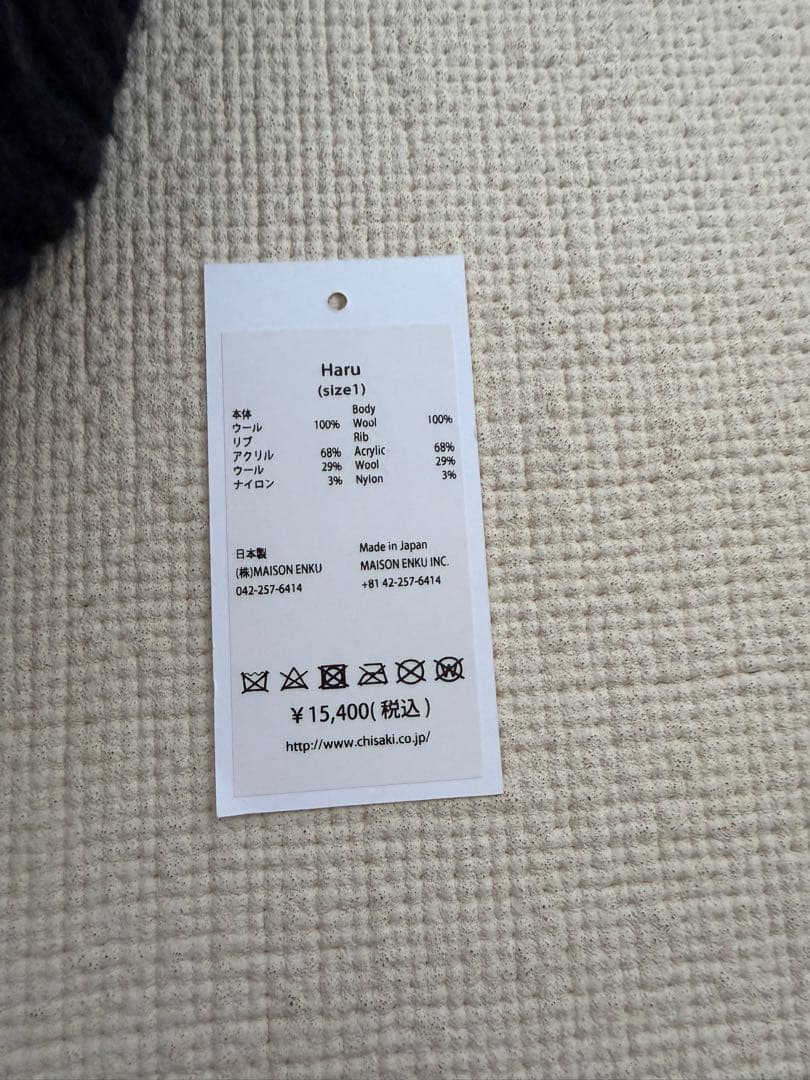 Haru
(size1)
本体
ウール 100%
リブ
アクリル 68%
ウール 29%
ナイロン 3%
Body
Wool 100%
Rib
Acrylic 68%
Wool 29%
Nylon 3%
日本製
(株)MAISON ENKU
042-257-6414
Made in Japan
MAISON ENKU INC.
+81 42-257-6414
W
¥15,400(税込)
http://www.chisaki.co.jp/